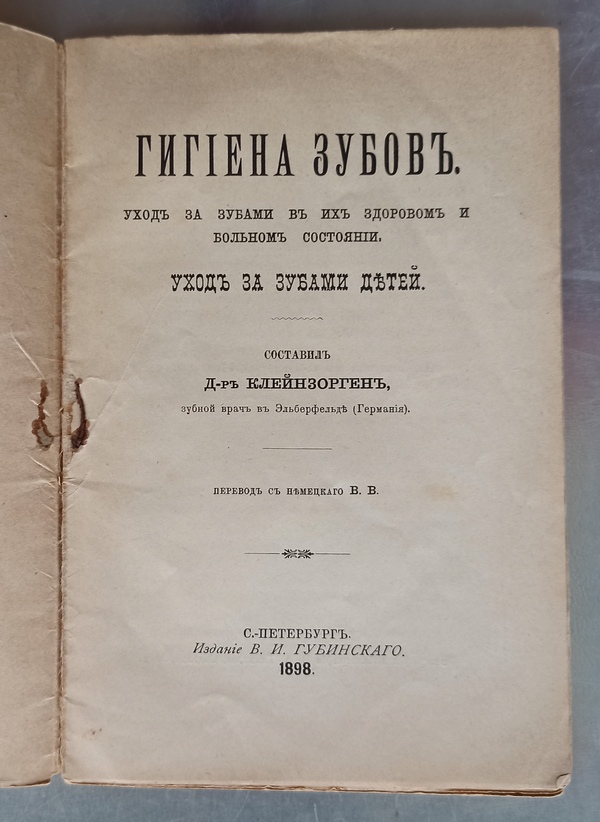 ГИГІЕНА ЗУБОВЪ.
УХОДЪ ЗА ЗУБАМИ ВЪ ИХЪ ЗДОРОВОМЪ И
БОЛЬНОМЪ СОСТОЯНІИ.
УХОДЪ ЗА ЗУБАМИ ДѢТЕЙ.
СОСТАВИЛЪ
Д-РЪ КЛЕЙНЗОРГЕНЪ,
зубной врачъ въ Эльберфельдѣ (Германія).
ПЕРЕВОДЪ СЪ НѢМЕЦКАГО В. В.
С.-ПЕТЕРБУРГЪ.
Изданіе В. И. ГУБИНСКАГО.
1898.